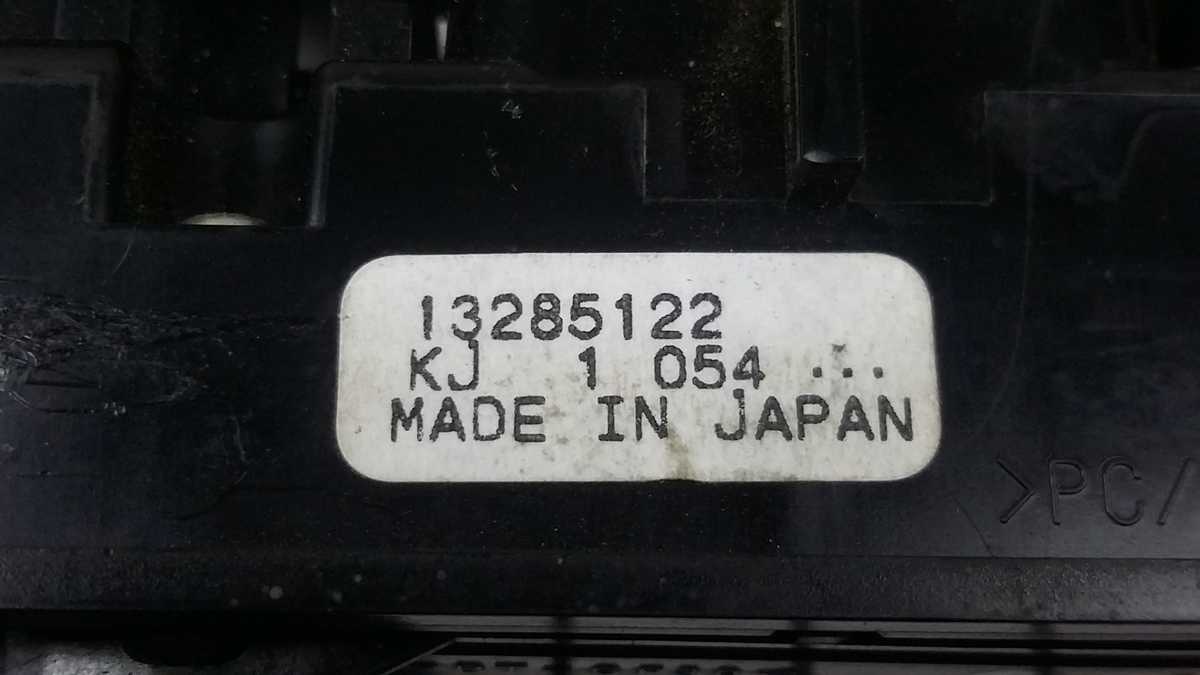 13285122
KJ 1 054 ...
MADE IN JAPAN
>PC/